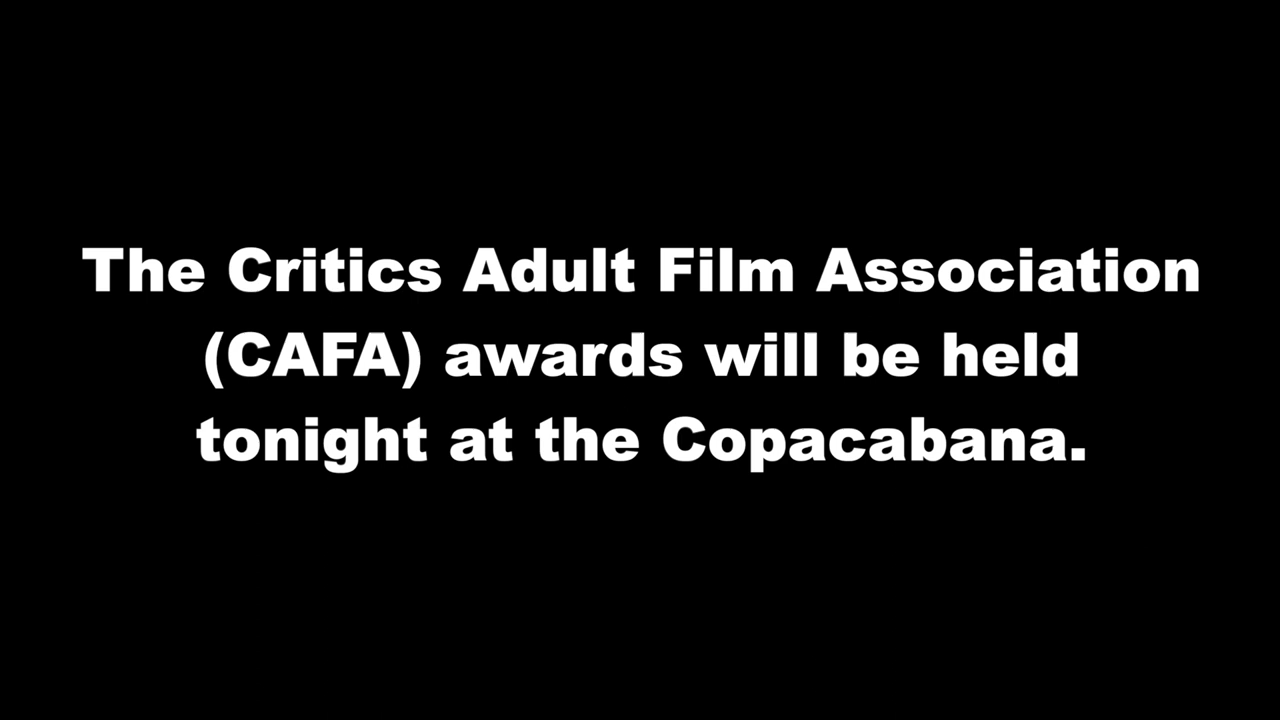 The Critics Adult Film Association
(CAFA) awards will be held
tonight at the Copacabana.